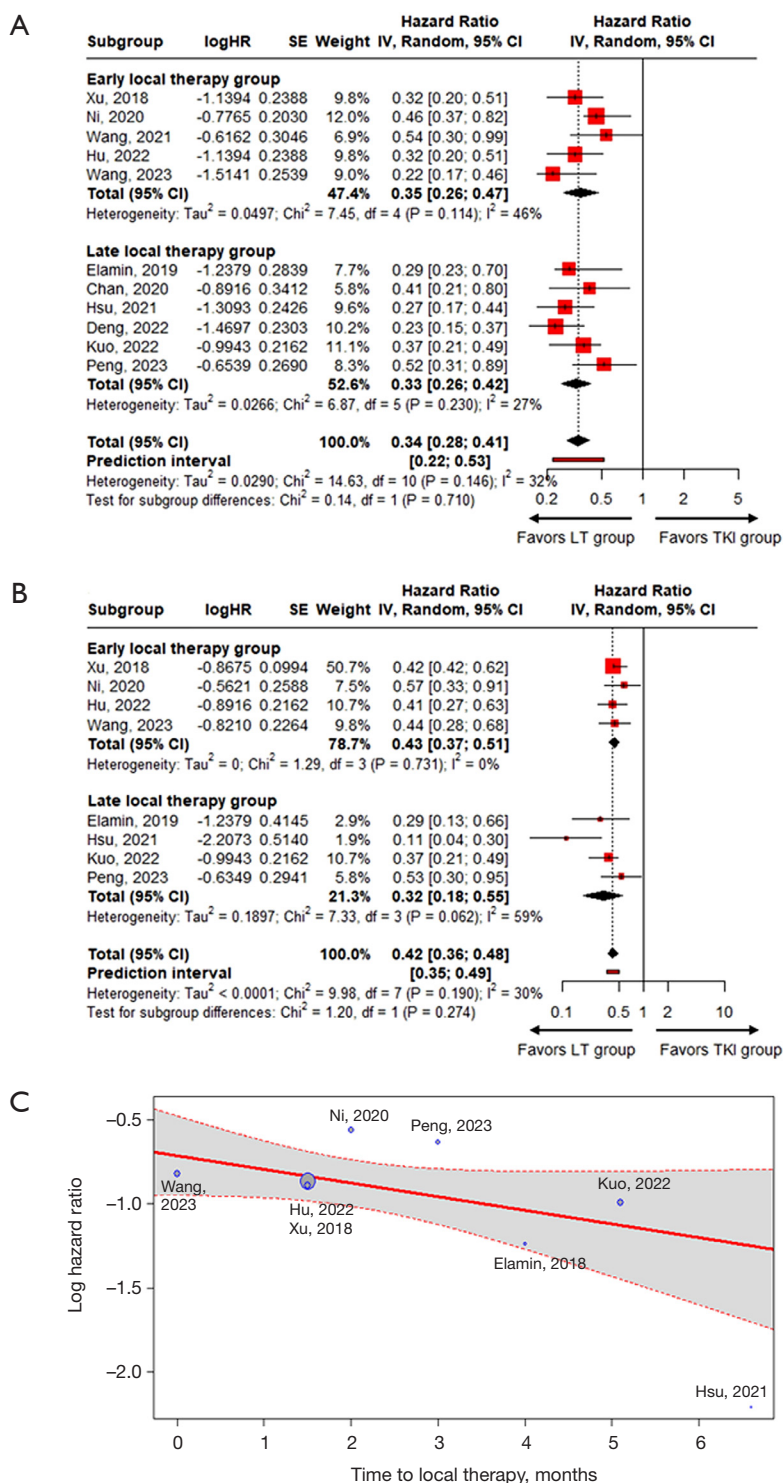 A
Hazard Ratio Hazard Ratio
Subgroup logHR SE Weight IV, Random, 95% CI IV, Random, 95% CI
Early local therapy group
Xu, 2018 -1.1394 0.2388 9.8% 0.32 [0.20; 0.51]
Ni, 2020 -0.7765 0.2030 12.0% 0.46 [0.37; 0.82]
Wang, 2021 -0.6162 0.3046 6.9% 0.54 [0.30; 0.99]
Hu, 2022 -1.1394 0.2388 9.8% 0.32 [0.20; 0.51]
Wang, 2023 -1.5141 0.2539 9.0% 0.22 [0.17; 0.46]
Total (95% CI) 47.4% 0.35 [0.26; 0.47]
Heterogeneity: Tau² = 0.0497; Chi² = 7.45, df = 4 (P = 0.114); I² = 46%
Late local therapy group
Elamin, 2019 -1.2379 0.2839 7.7% 0.29 [0.23; 0.70]
Chan, 2020 -0.8916 0.3412 5.8% 0.41 [0.21; 0.80]
Hsu, 2021 -1.3093 0.2426 9.6% 0.27 [0.17; 0.44]
Deng, 2022 -1.4697 0.2303 10.2% 0.23 [0.15; 0.37]
Kuo, 2022 -0.9943 0.2162 11.1% 0.37 [0.21; 0.49]
Peng, 2023 -0.6539 0.2690 8.3% 0.52 [0.31; 0.89]
Total (95% CI) 52.6% 0.33 [0.26; 0.42]
Heterogeneity: Tau² = 0.0266; Chi² = 6.87, df = 5 (P = 0.230); I² = 27%
Total (95% CI) 100.0% 0.34 [0.28; 0.41]
Prediction interval [0.22; 0.53]
Heterogeneity: Tau² = 0.0290; Chi² = 14.63, df = 10 (P = 0.146); I² = 32%
Test for subgroup differences: Chi² = 0.14, df = 1 (P = 0.710)
0.2 0.5 1 2 5
Favors LT group Favors TKI group
B
Hazard Ratio Hazard Ratio
Subgroup logHR SE Weight IV, Random, 95% CI IV, Random, 95% CI
Early local therapy group
Xu, 2018 -0.8675 0.0994 50.7% 0.42 [0.42; 0.62]
Ni, 2020 -0.5621 0.2588 7.5% 0.57 [0.33; 0.91]
Hu, 2022 -0.8916 0.2162 10.7% 0.41 [0.27; 0.63]
Wang, 2023 -0.8210 0.2264 9.8% 0.44 [0.28; 0.68]
Total (95% CI) 78.7% 0.43 [0.37; 0.51]
Heterogeneity: Tau² = 0; Chi² = 1.29, df = 3 (P = 0.731); I² = 0%
Late local therapy group
Elamin, 2019 -1.2379 0.4145 2.9% 0.29 [0.13; 0.66]
Hsu, 2021 -2.2073 0.5140 1.9% 0.11 [0.04; 0.30]
Kuo, 2022 -0.9943 0.2162 10.7% 0.37 [0.21; 0.49]
Peng, 2023 -0.6349 0.2941 5.8% 0.53 [0.30; 0.95]
Total (95% CI) 21.3% 0.32 [0.18; 0.55]
Heterogeneity: Tau² = 0.1897; Chi² = 7.33, df = 3 (P = 0.062); I² = 59%
Total (95% CI) 100.0% 0.42 [0.36; 0.48]
Prediction interval [0.35; 0.49]
Heterogeneity: Tau² < 0.0001; Chi² = 9.98, df = 7 (P = 0.190); I² = 30%
Test for subgroup differences: Chi² = 1.20, df = 1 (P = 0.274)
0.1 0.5 1 2 10
Favors LT group Favors TKI group
C
Log hazard ratio
−0.5
−1.0
−1.5
−2.0
Ni, 2020
Peng, 2023
Wang,
2023
Hu, 2022
Xu, 2018
Kuo, 2022
Elamin, 2018
Hsu, 2021
0 1 2 3 4 5 6
Time to local therapy, months